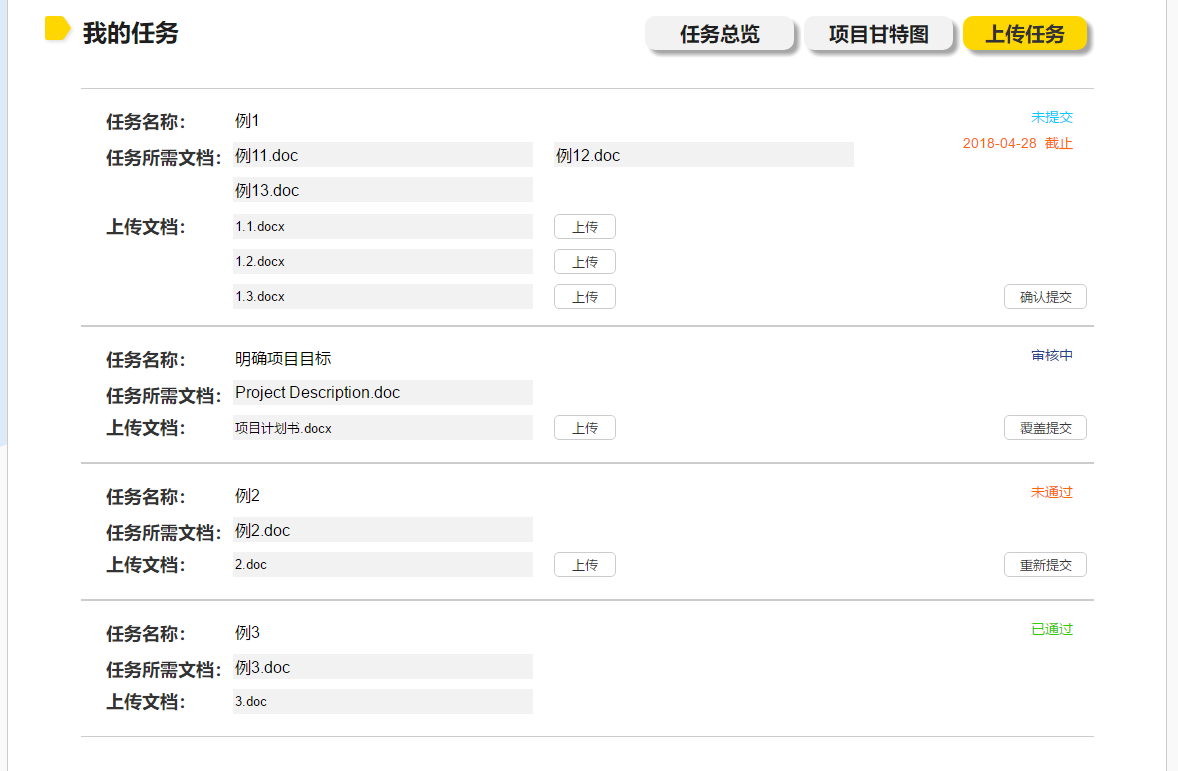 我的任务 任务总览 项目甘特图 上传任务
任务名称： 例1 未提交
2018-04-28 截止
任务所需文档： 例11.doc 例12.doc
例13.doc
上传文档： 1.1.docx 上传
1.2.docx 上传
1.3.docx 上传 确认提交
任务名称： 明确项目目标 审核中
任务所需文档： Project Description.doc
上传文档： 项目计划书.docx 上传 覆盖提交
任务名称： 例2 未通过
任务所需文档： 例2.doc
上传文档： 2.doc 上传 重新提交
任务名称： 例3 已通过
任务所需文档： 例3.doc
上传文档： 3.doc